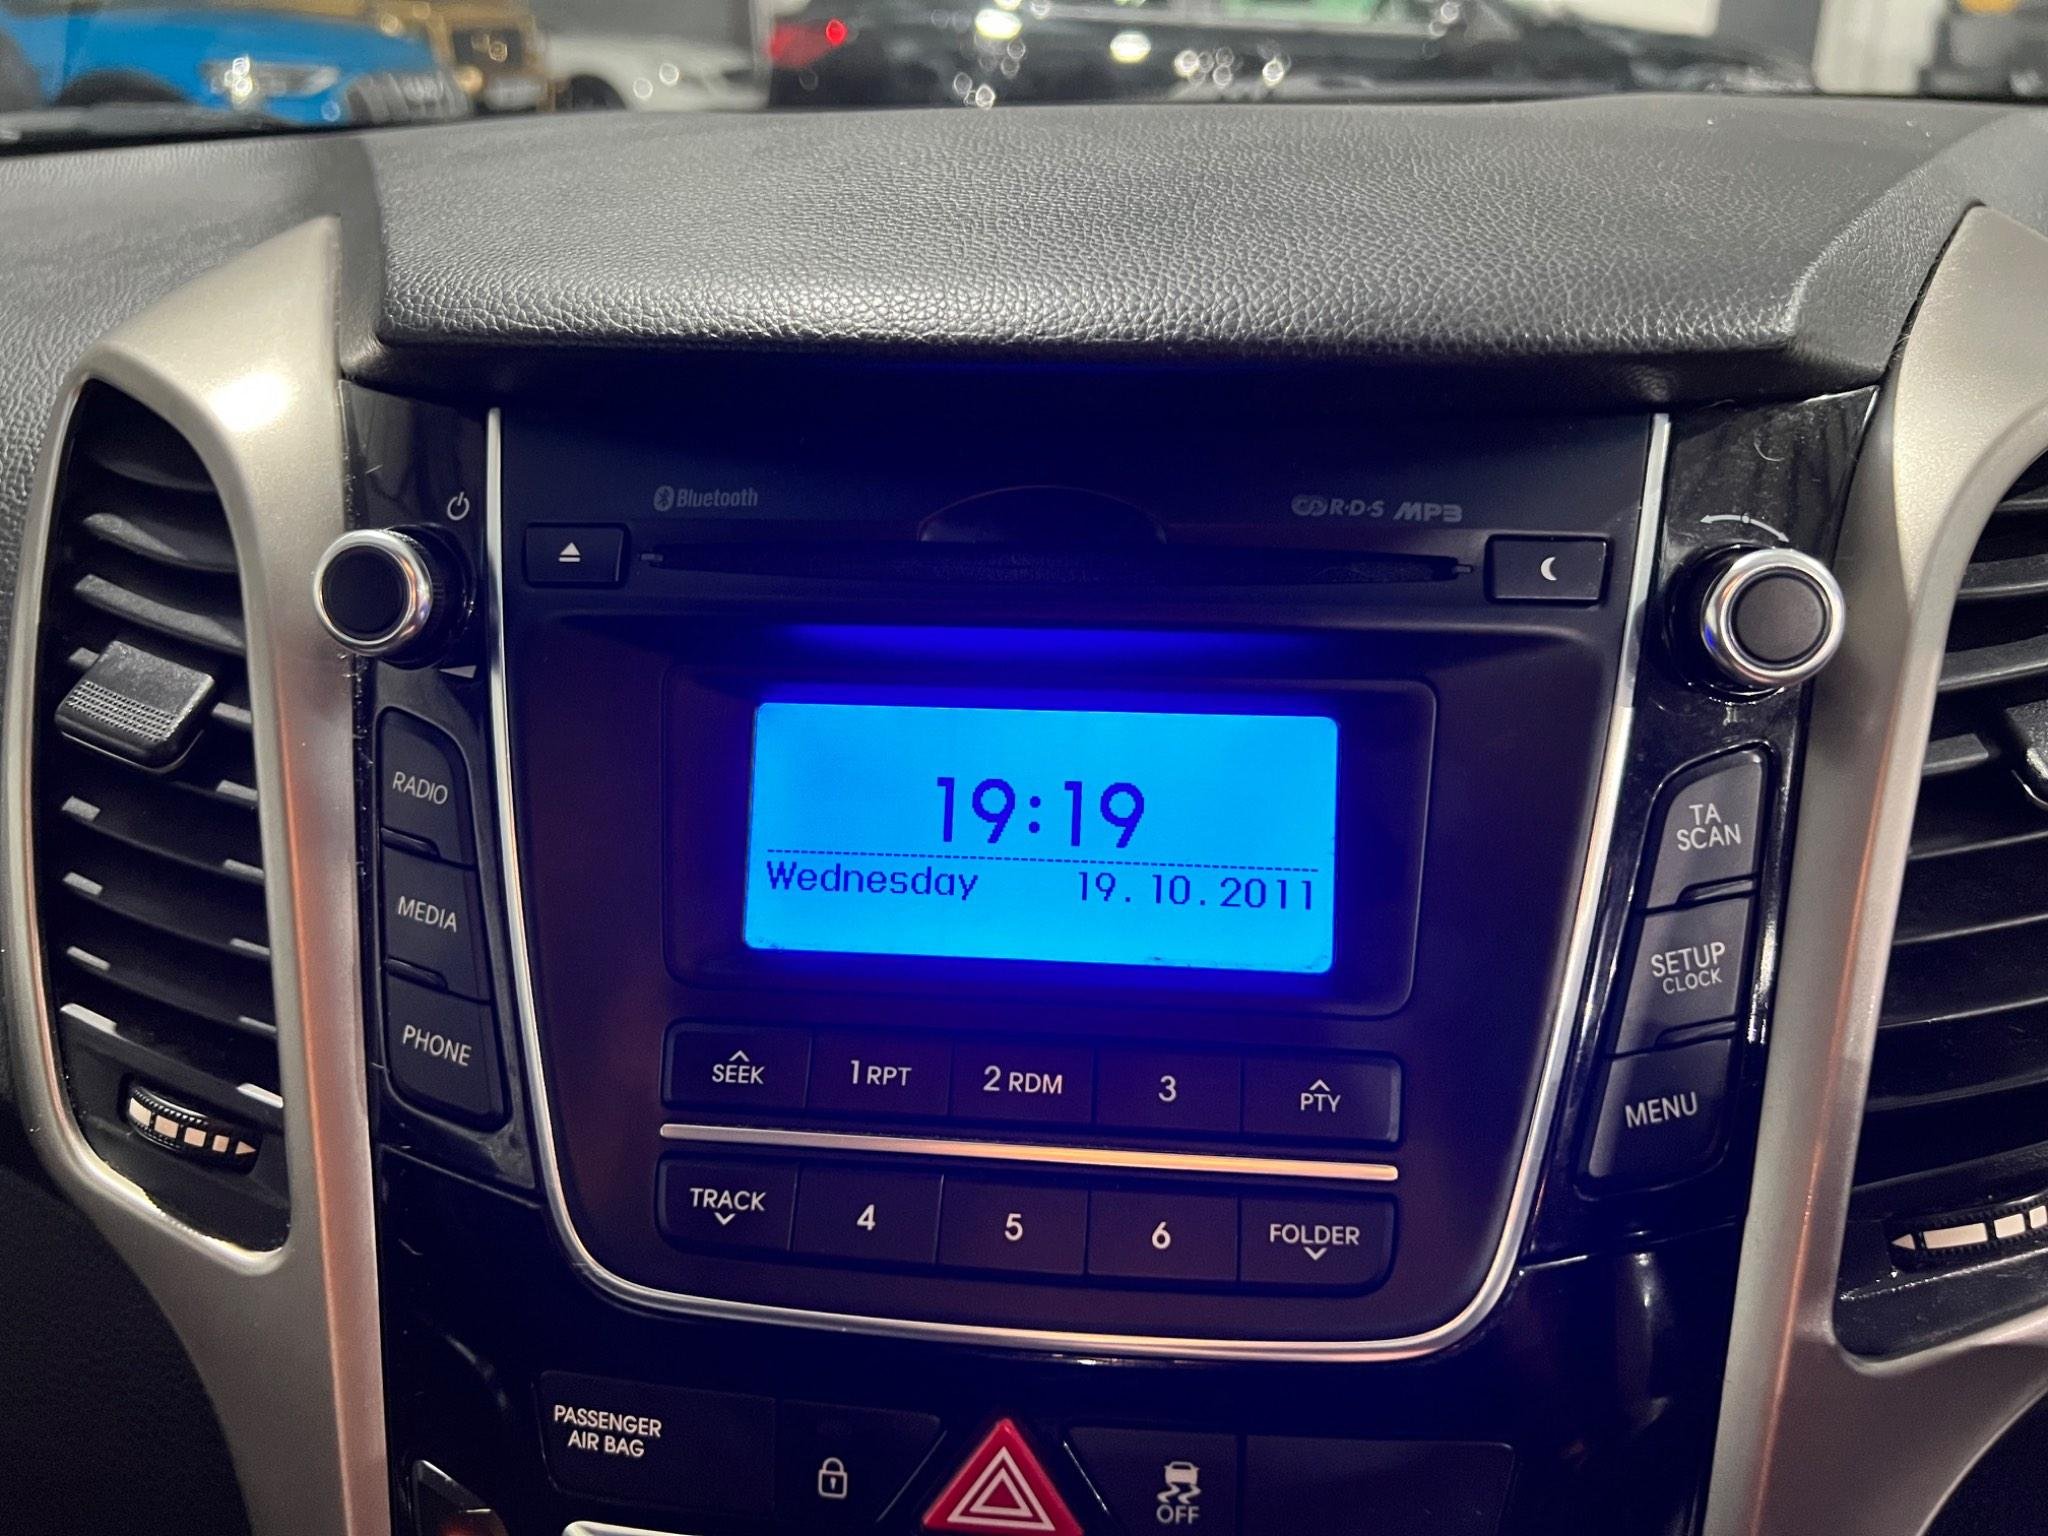 Bluetooth
R·D·S MP3
19:19
Wednesday 19.10.2011
RADIO
MEDIA
PHONE
TA
SCAN
SETUP
CLOCK
MENU
SEEK 1 RPT 2 RDM 3 PTY
TRACK 4 5 6 FOLDER
PASSENGER
AIR BAG
OFF